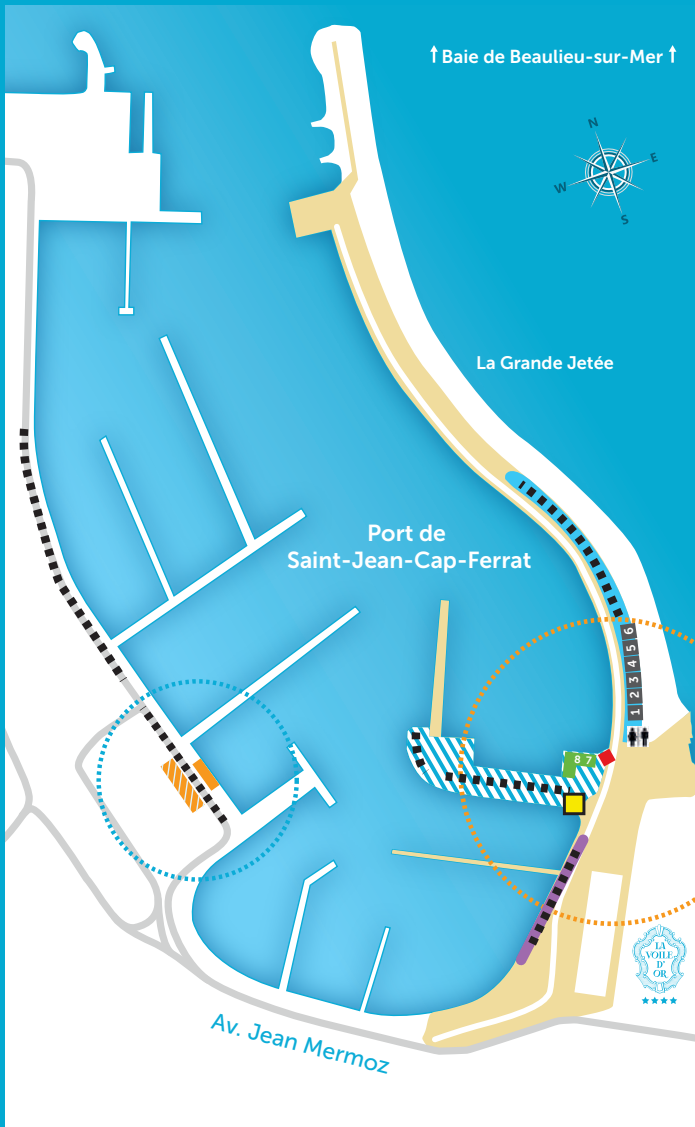 ↑ Baie de Beaulieu-sur-Mer ↑
N
E
W
S
La Grande Jetée
Port de
Saint-Jean-Cap-Ferrat
1 2 3 4 5 6
8 7
LA
VOILE
D'
OR
★★★★
Av. Jean Mermoz